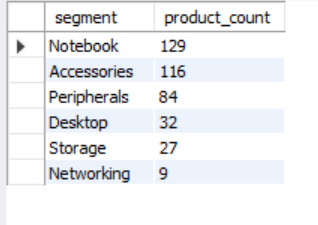 segment product_count
Notebook 129
Accessories 116
Peripherals 84
Desktop 32
Storage 27
Networking 9